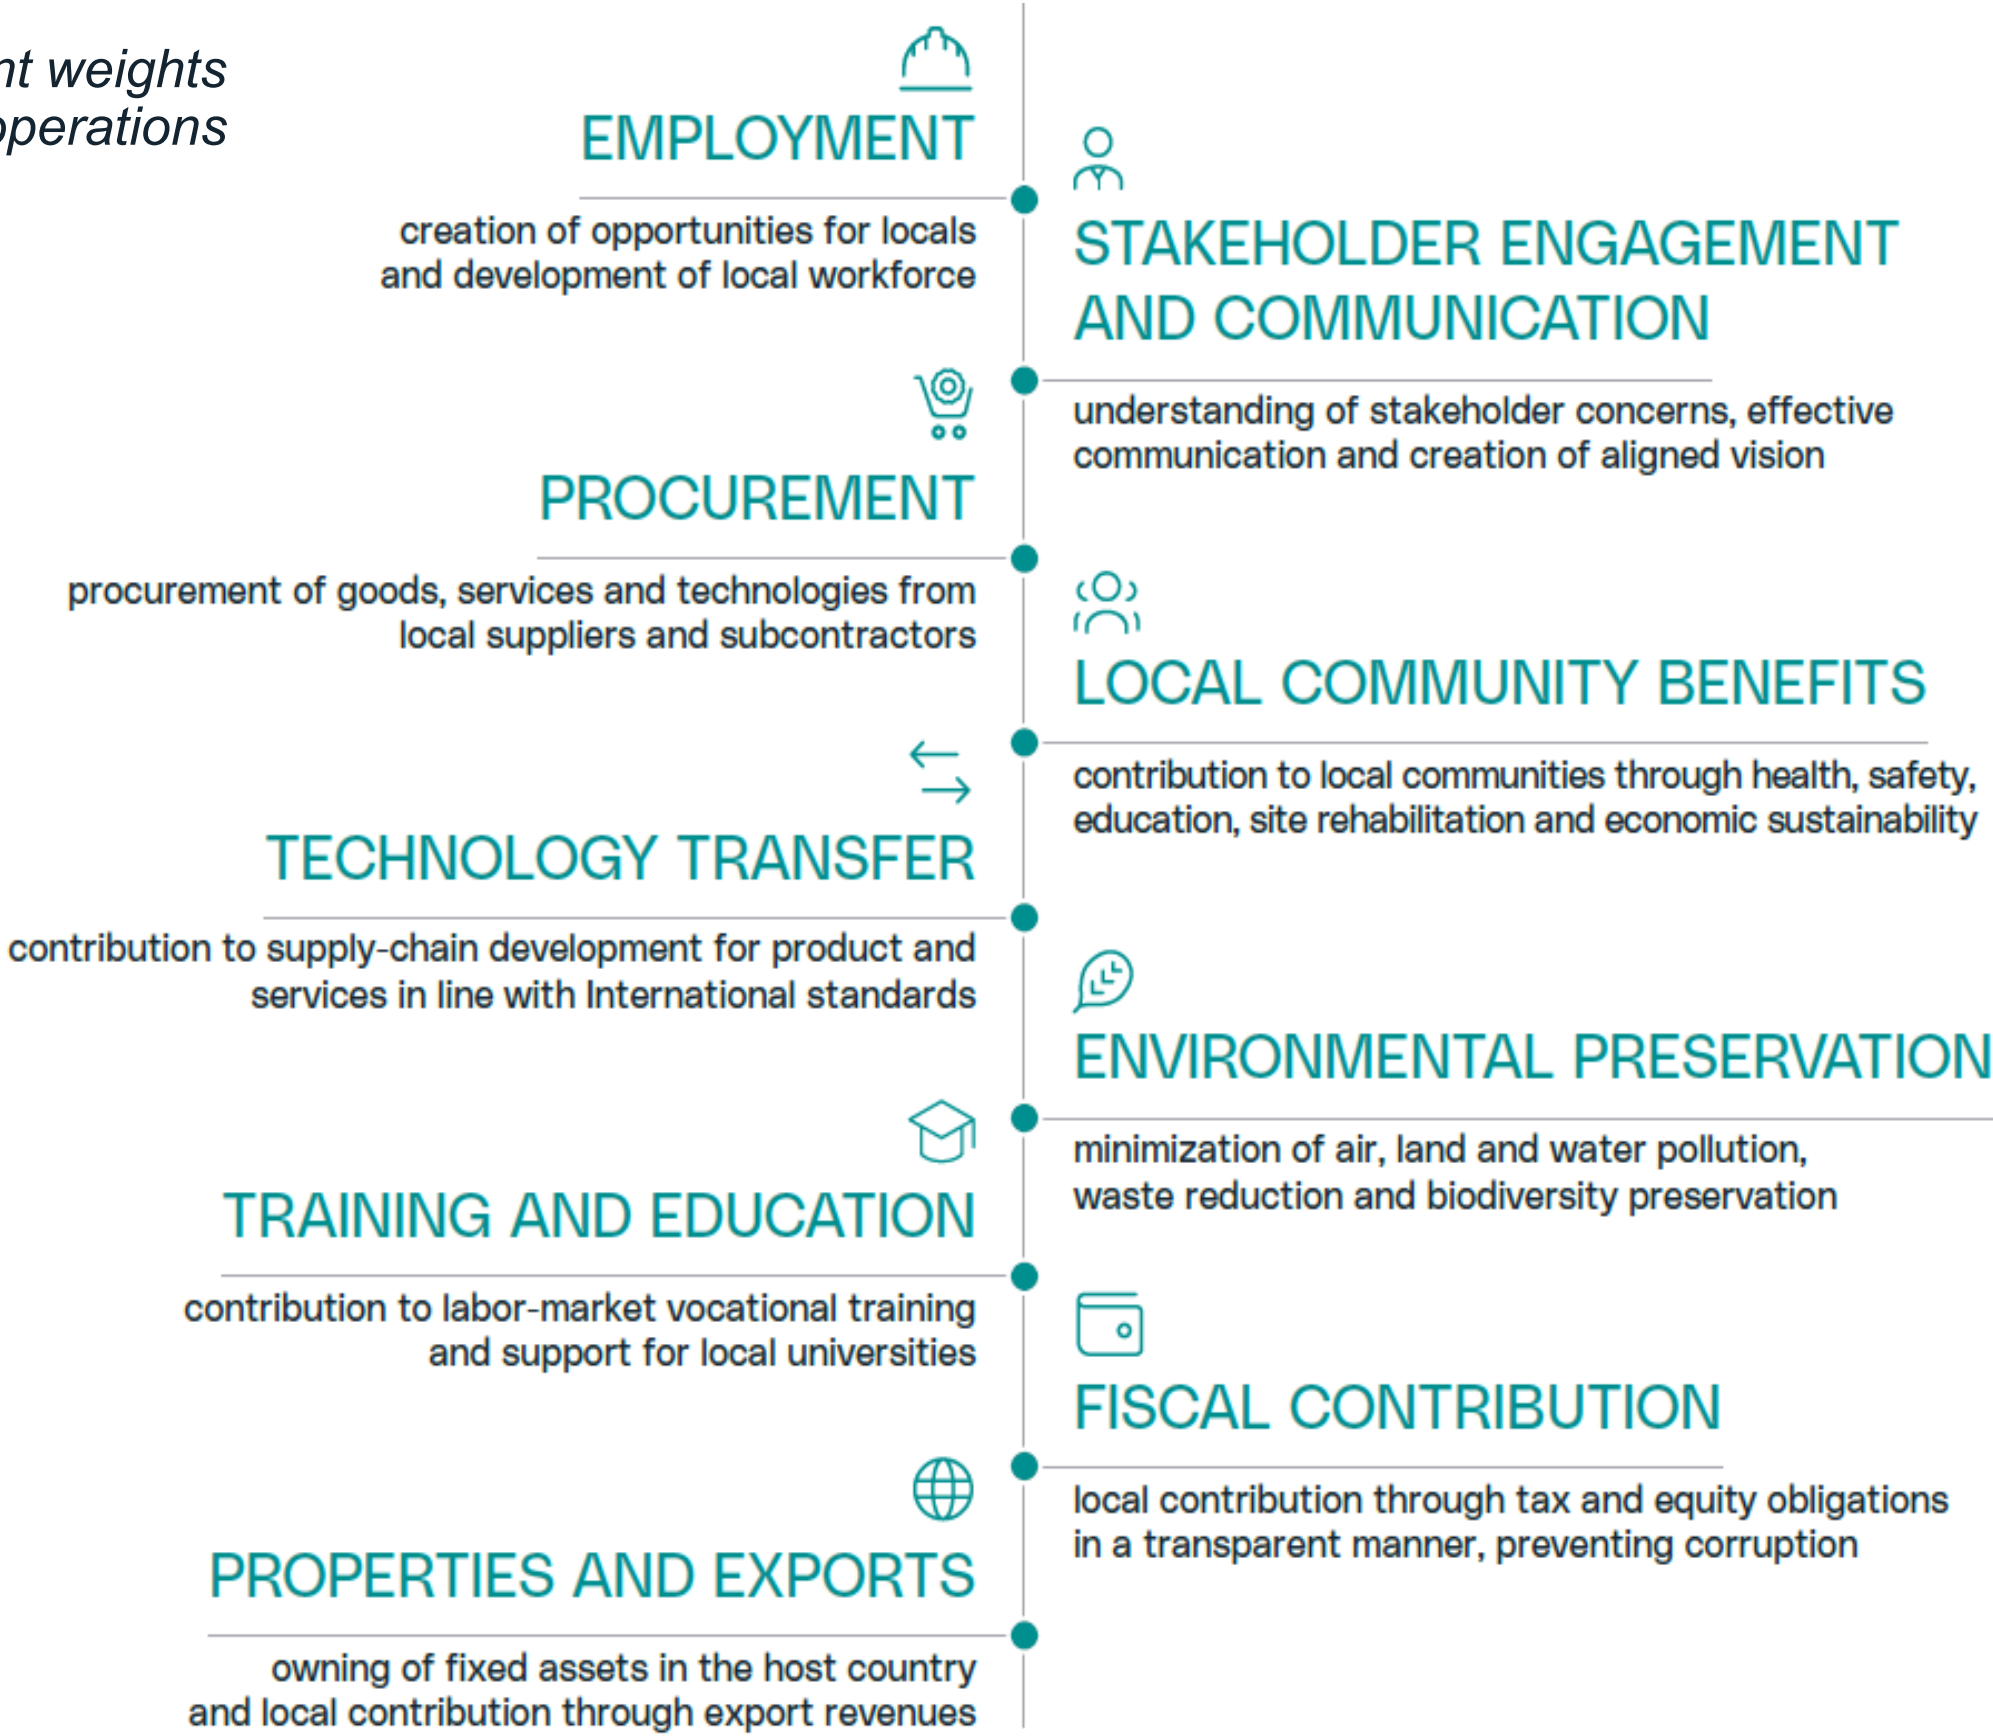 weights
operations
EMPLOYMENT
creation of opportunities for locals
and development of local workforce
STAKEHOLDER ENGAGEMENT
AND COMMUNICATION
understanding of stakeholder concerns, effective
communication and creation of aligned vision
PROCUREMENT
procurement of goods, services and technologies from
local suppliers and subcontractors
LOCAL COMMUNITY BENEFITS
contribution to local communities through health, safety,
education, site rehabilitation and economic sustainability
TECHNOLOGY TRANSFER
contribution to supply-chain development for product and
services in line with International standards
ENVIRONMENTAL PRESERVATION
minimization of air, land and water pollution,
waste reduction and biodiversity preservation
TRAINING AND EDUCATION
contribution to labor-market vocational training
and support for local universities
FISCAL CONTRIBUTION
local contribution through tax and equity obligations
in a transparent manner, preventing corruption
PROPERTIES AND EXPORTS
owning of fixed assets in the host country
and local contribution through export revenues